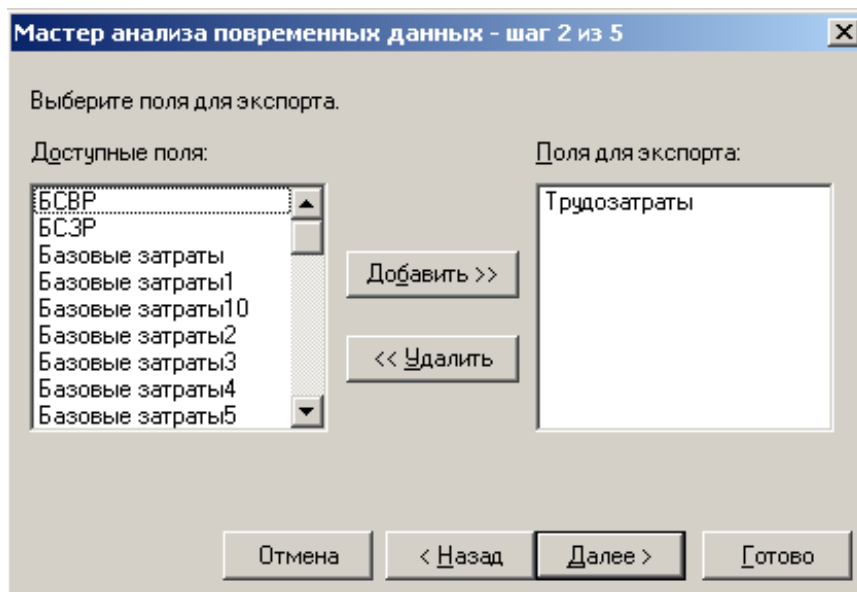 Мастер анализа повременных данных - шаг 2 из 5
Выберите поля для экспорта.
Доступные поля:
БСВР
БСЗР
Базовые затраты
Базовые затраты1
Базовые затраты10
Базовые затраты2
Базовые затраты3
Базовые затраты4
Базовые затраты5
Добавить >>
<< Удалить
Поля для экспорта:
Трудозатраты
Отмена
< Назад
Далее >
Готово